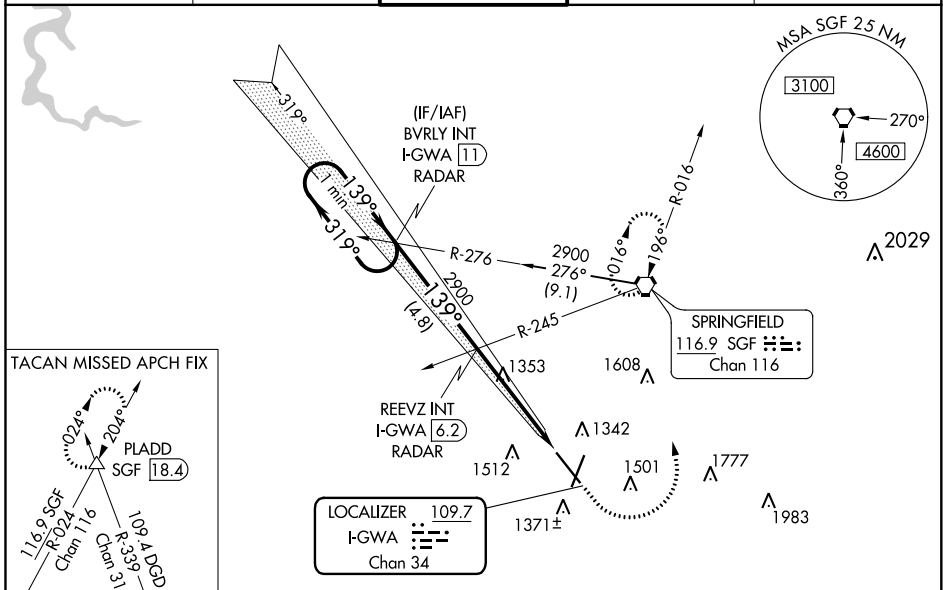 MSA SGF 25 NM
3100
270°
4600
360°
319°
(IF/IAF)
BVRLY INT
I-GWA 11
RADAR
1 min
139°
319°
R-016
196°
016°
2029
R-276
2900
276°
(9.1)
2900
139°
(4.8)
R-245
SPRINGFIELD
116.9 SGF
Chan 116
1353
1608
REEVZ INT
I-GWA 6.2
RADAR
1342
1512
1501
1777
1371±
1983
LOCALIZER 109.7
I-GWA
Chan 34
TACAN MISSED APCH FIX
024°
204°
PLADD
SGF 18.4
116.9 SGF
R-024
Chan 116
109.4 DGD
R-339
Chan 31